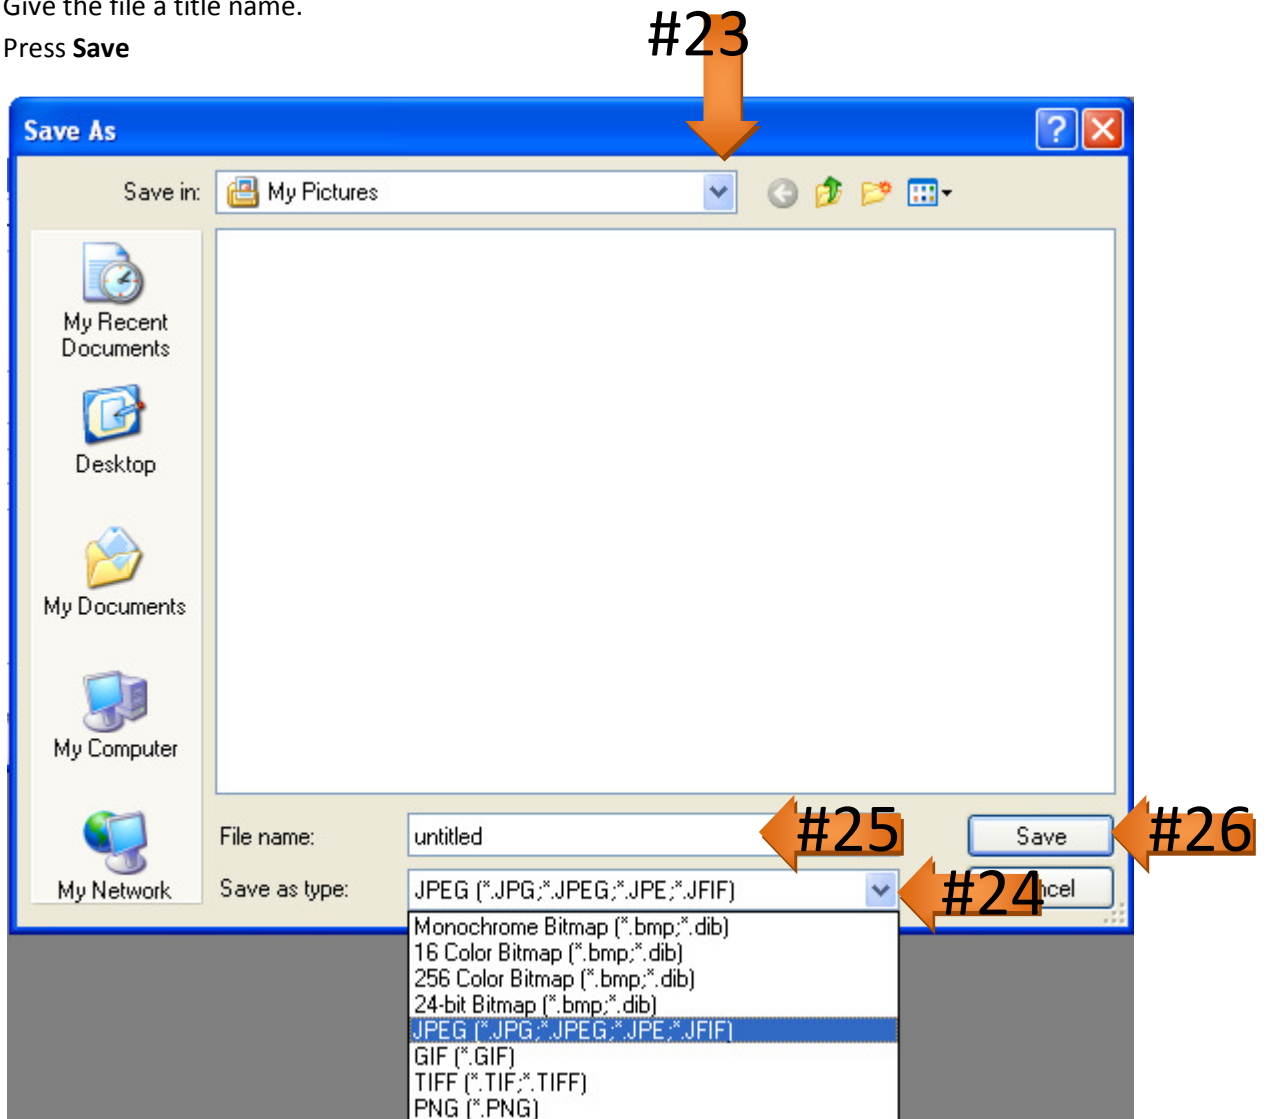 Give the file a title name.
Press Save
#23
Save As
Save in: My Pictures
My Recent
Documents
Desktop
My Documents
My Computer
My Network
File name: untitled #25 Save #26
Save as type: JPEG (*.JPG;*.JPEG;*.JPE;*.JFIF) #24 ncel
Monochrome Bitmap (*.bmp;*.dib)
16 Color Bitmap (*.bmp;*.dib)
256 Color Bitmap (*.bmp;*.dib)
24-bit Bitmap (*.bmp;*.dib)
JPEG (*.JPG;*.JPEG;*.JPE;*.JFIF)
GIF (*.GIF)
TIFF (*.TIF;*.TIFF)
PNG (*.PNG)